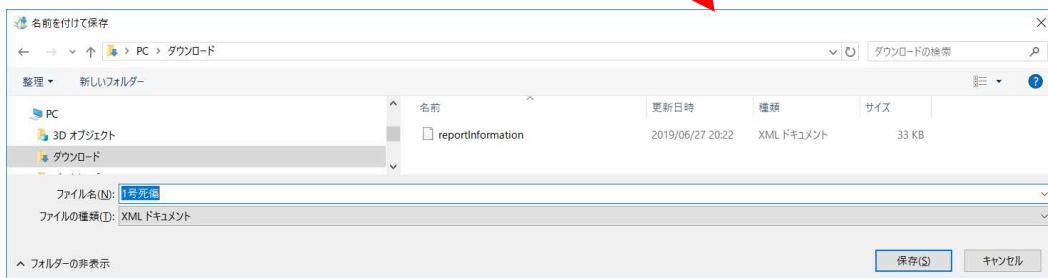 名前を付けて保存
PC > ダウンロード
ダウンロードの検索
整理 新しいフォルダー
PC
3D オブジェクト
ダウンロード
名前 更新日時 種類 サイズ
reportInformation 2019/06/27 20:22 XML ドキュメント 33 KB
ファイル名(N): 1号死傷
ファイルの種類(T): XML ドキュメント
フォルダーの非表示
保存(S) キャンセル